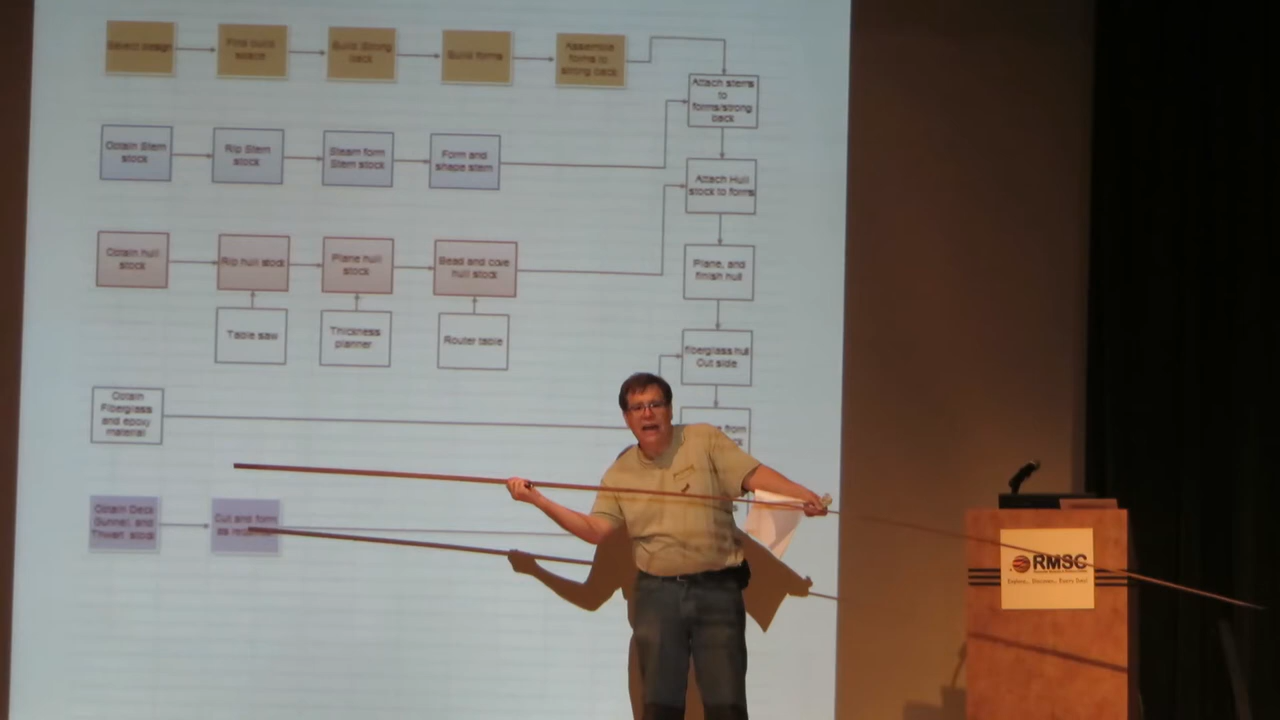 Select design
Find build
space
Build Strong
back
Build forms
Assemble
forms to
strong back
Attach stems
to
forms/strong
back
Obtain Stem
stock
Rip Stem
stock
Steam form
Stem stock
Form and
shape stem
Attach Hull
stock to forms
Obtain hull
stock
Rip hull stock
Plane hull
stock
Bead and cove
hull stock
Plane, and
finish hull
Table saw
Thickness
planner
Router table
fiberglass hull
Out side
Obtain
Fiberglass
and epoxy
material
from
Obtain Deck
Gunnel, and
Thwart stock
Cut and form
RMSC